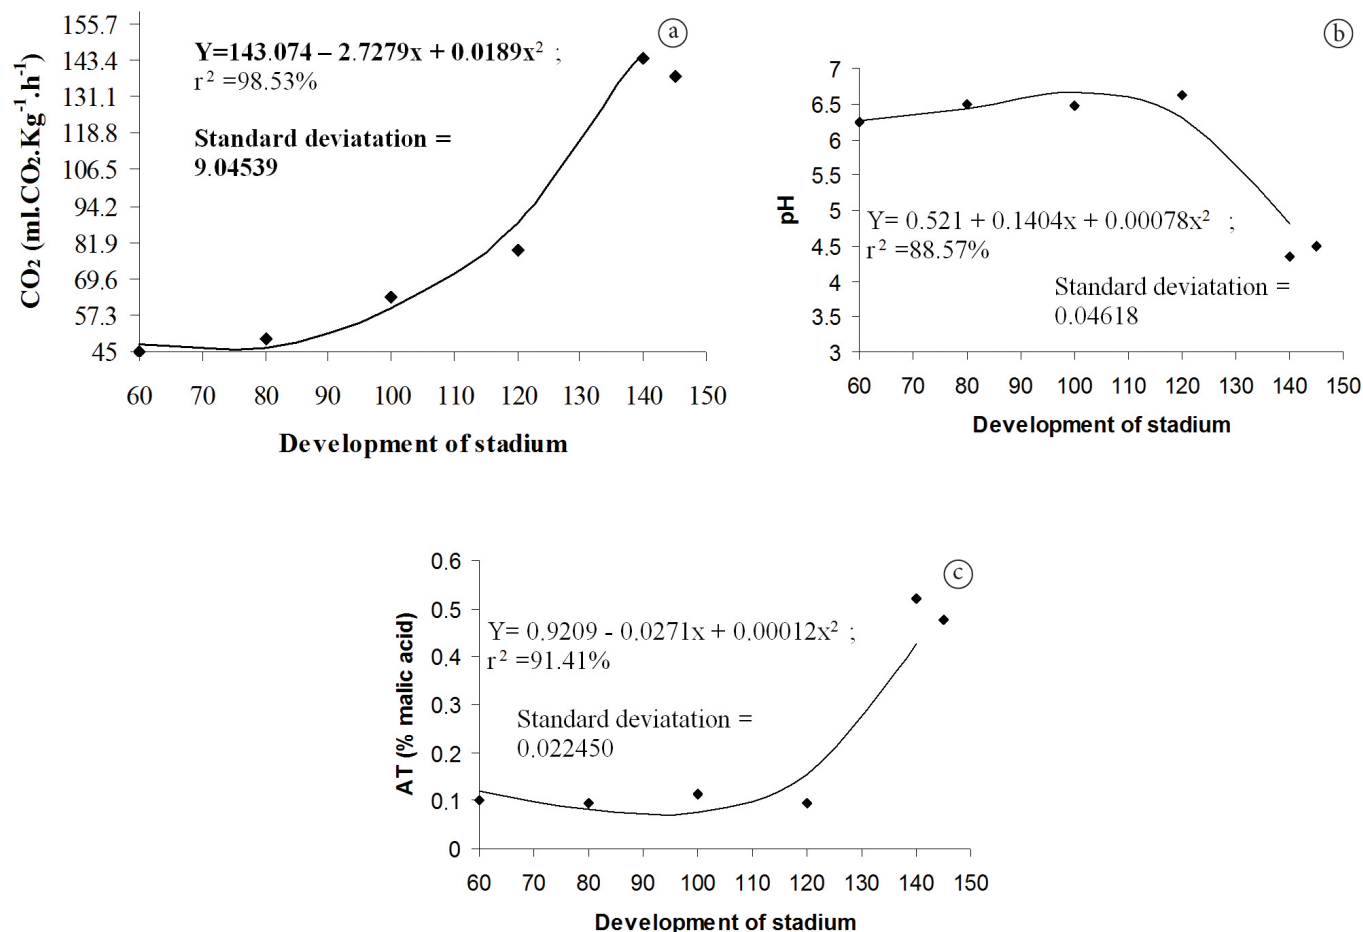 a
CO₂ (ml.CO₂.Kg⁻¹.h⁻¹)
155.7
143.4
131.1
118.8
106.5
94.2
81.9
69.6
57.3
45
Y=143.074 – 2.7279x + 0.0189x² ;
r² =98.53%
Standard deviatation =
9.04539
60 70 80 90 100 110 120 130 140 150
Development of stadium
b
pH
7
6.5
6
5.5
5
4.5
4
3.5
3
Y= 0.521 + 0.1404x + 0.00078x² ;
r² =88.57%
Standard deviatation =
0.04618
60 70 80 90 100 110 120 130 140 150
Development of stadium
c
AT (% malic acid)
0.6
0.5
0.4
0.3
0.2
0.1
0
Y= 0.9209 - 0.0271x + 0.00012x² ;
r² =91.41%
Standard deviatation =
0.022450
60 70 80 90 100 110 120 130 140 150
Development of stadium